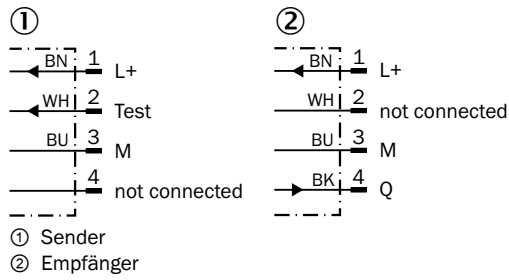 ① ②
BN 1 L+
WH 2 Test
BU 3 M
4 not connected
BN 1 L+
WH 2 not connected
BU 3 M
BK 4 Q
① Sender
② Empfänger